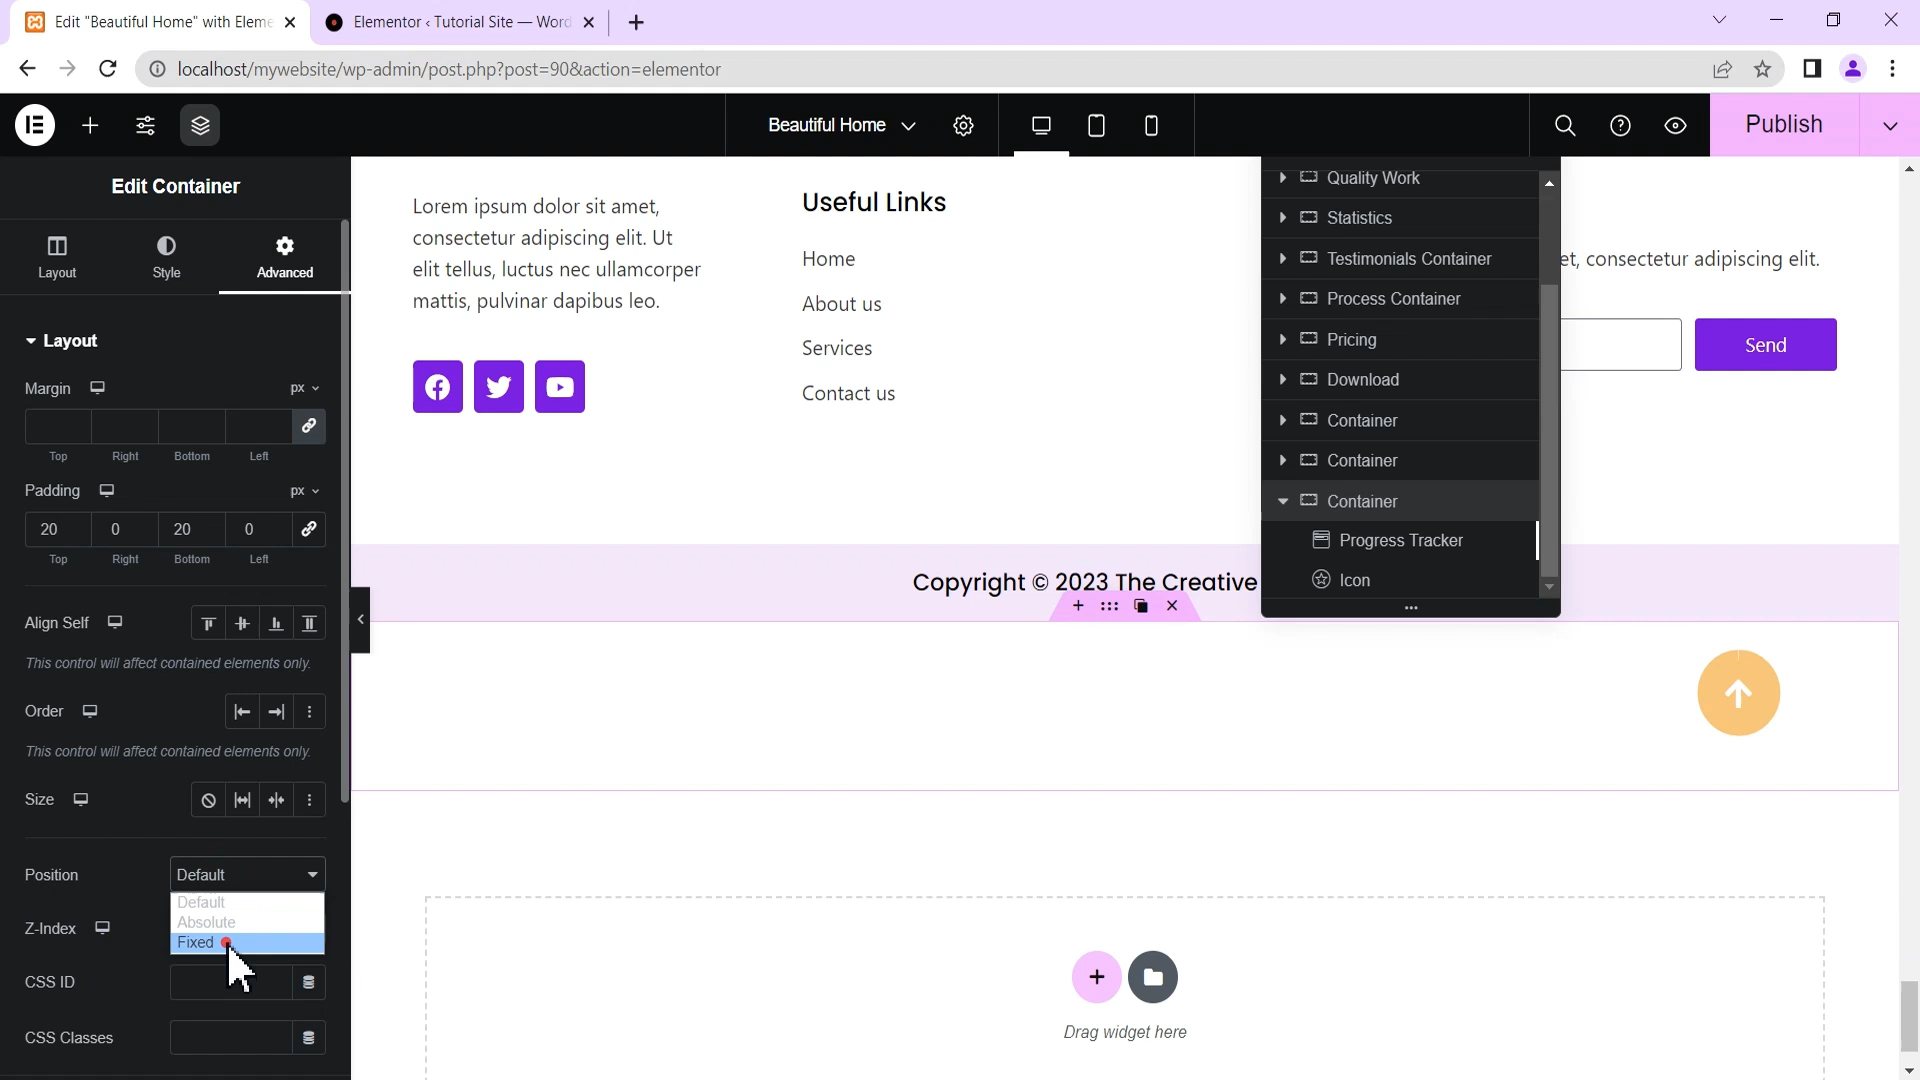 Edit "Beautiful Home" with Eleme
Elementor ‹ Tutorial Site — Word
localhost/mywebsite/wp-admin/post.php?post=90&action=elementor
Beautiful Home
Publish
Edit Container
Layout
Style
Advanced
Layout
Margin
px
Top
Right
Bottom
Left
Padding
px
20
0
20
0
Top
Right
Bottom
Left
Align Self
This control will affect contained elements only.
Order
This control will affect contained elements only.
Size
Position
Default
Default
Absolute
Fixed
Z-Index
CSS ID
CSS Classes
Lorem ipsum dolor sit amet,
consectetur adipiscing elit. Ut
elit tellus, luctus nec ullamcorper
mattis, pulvinar dapibus leo.
Useful Links
Home
About us
Services
Contact us
Quality Work
Statistics
Testimonials Container
Process Container
Pricing
Download
Container
Container
Container
Progress Tracker
Icon
et, consectetur adipiscing elit.
Send
Copyright © 2023 The Creative
Drag widget here